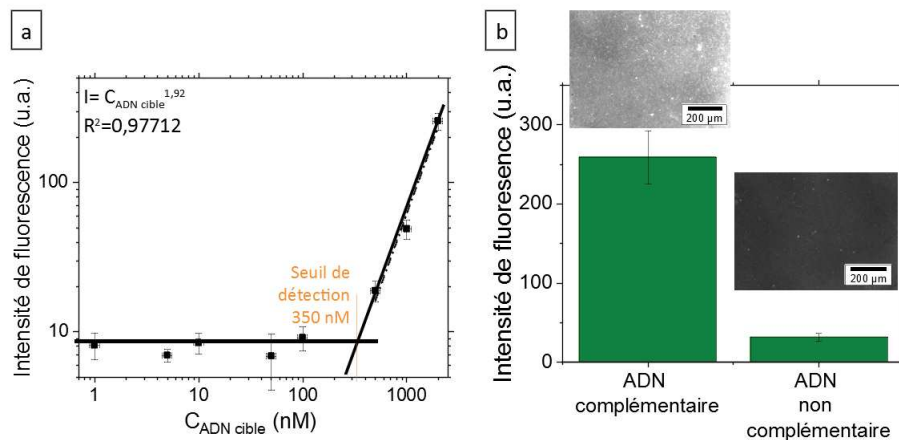 a
I= C ADN cible 1,92
R²=0,97712
Intensité de fluorescence (u.a.)
100
10
Seuil de
détection
350 nM
1
10
100
1000
C ADN cible (nM)
b
200 µm
200 µm
Intensité de fluoresence (u.a.)
300
200
100
0
ADN
complémentaire
ADN
non
complémentaire